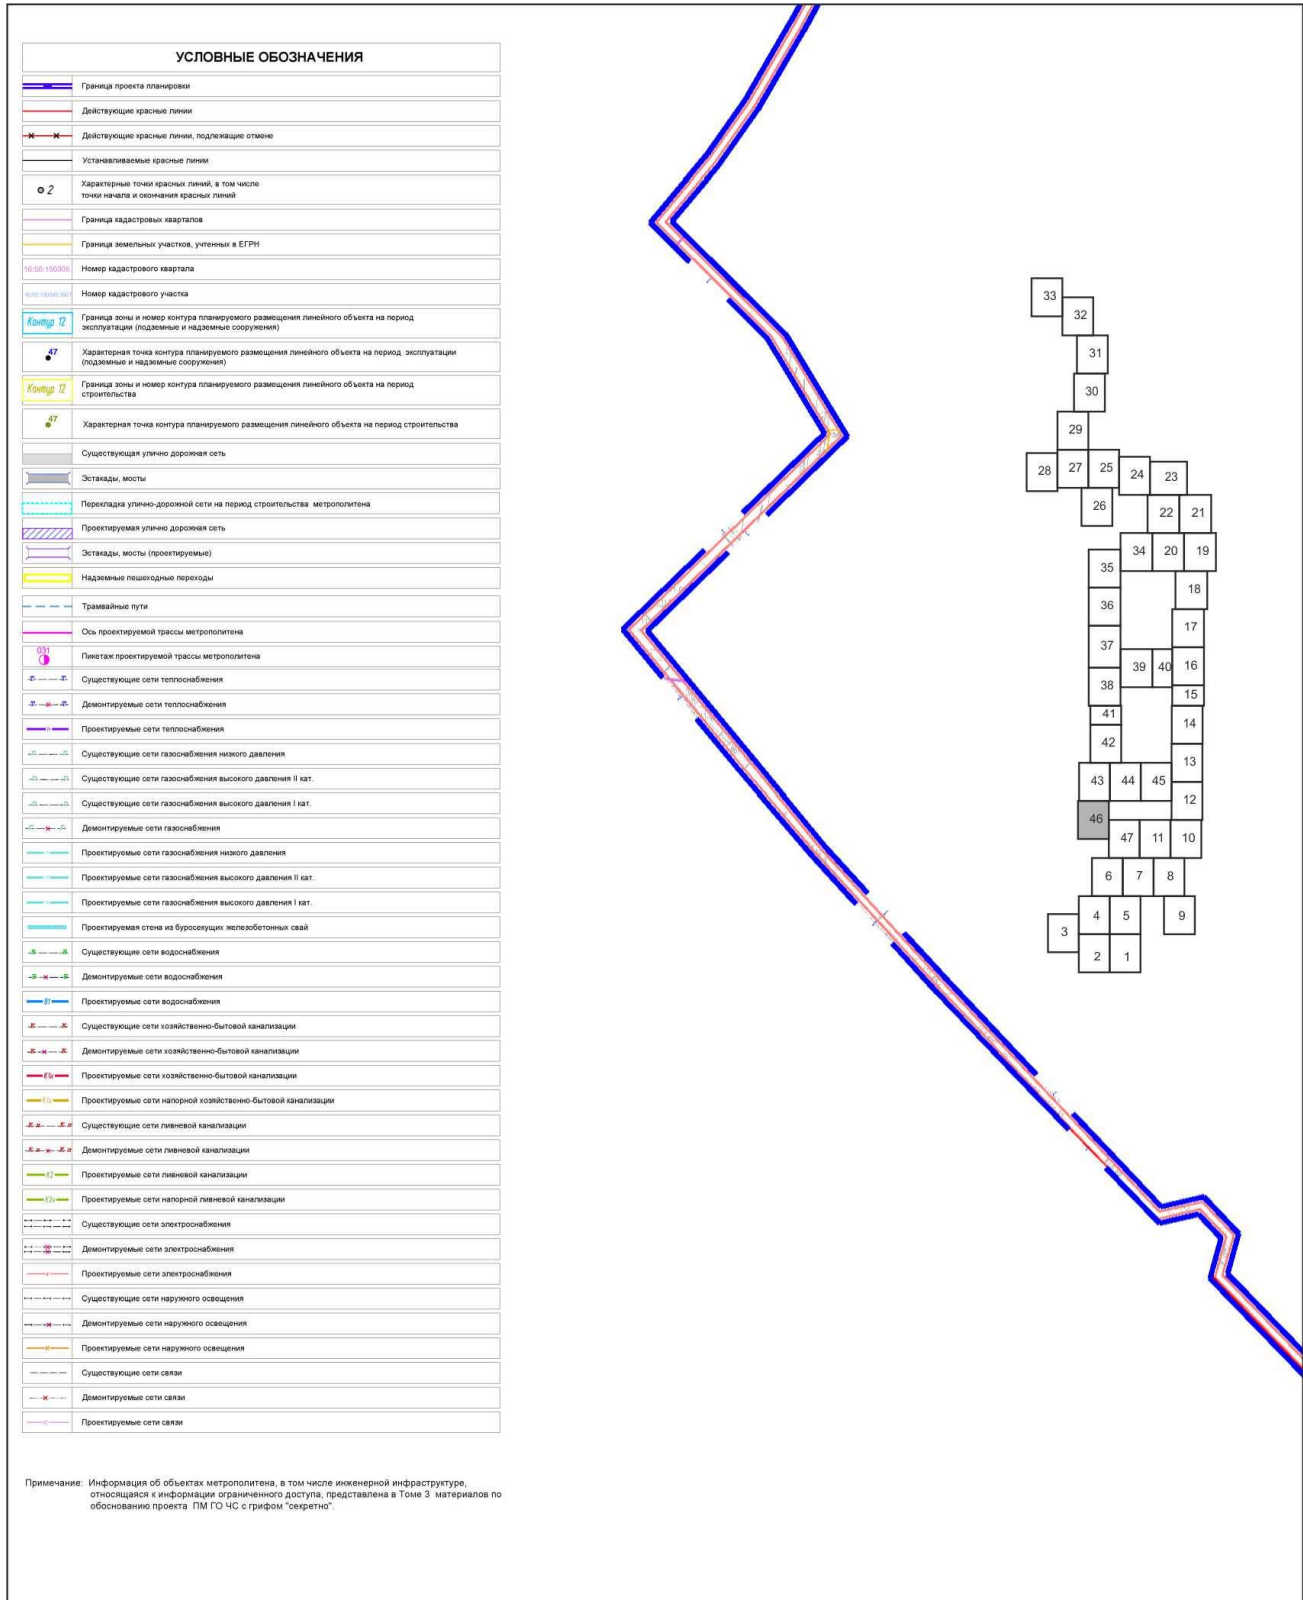 УСЛОВНЫЕ ОБОЗНАЧЕНИЯ
Граница проекта планировки
Действующие красные линии
Действующие красные линии, подлежащие отмене
Устанавливаемые красные линии
2
Характерные точки красных линий, в том числе
точки начала и окончания красных линий
Граница кадастровых кварталов
Граница земельных участков, учтенных в ЕГРН
16:50:150305
Номер кадастрового квартала
Номер кадастрового участка
Контур 12
Граница зоны и номер контура планируемого размещения линейного объекта на период
эксплуатации (подземные и надземные сооружения)
47
Характерная точка контура планируемого размещения линейного объекта на период эксплуатации
(подземные и надземные сооружения)
Контур 12
Граница зоны и номер контура планируемого размещения линейного объекта на период
строительства
47
Характерная точка контура планируемого размещения линейного объекта на период строительства
Существующая улично дорожная сеть
Эстакады, мосты
Перекладка улично-дорожной сети на период строительства метрополитена
Проектируемая улично дорожная сеть
Эстакады, мосты (проектируемые)
Надземные пешеходные переходы
Трамвайные пути
Ось проектируемой трассы метрополитена
031
Пикетаж проектируемой трассы метрополитена
Существующие сети теплоснабжения
Демонтируемые сети теплоснабжения
Проектируемые сети теплоснабжения
Существующие сети газоснабжения низкого давления
Существующие сети газоснабжения высокого давления II кат.
Существующие сети газоснабжения высокого давления I кат.
Демонтируемые сети газоснабжения
Проектируемые сети газоснабжения низкого давления
Проектируемые сети газоснабжения высокого давления II кат.
Проектируемые сети газоснабжения высокого давления I кат.
Проектируемая стена из буросекущих железобетонных свай
В В
Существующие сети водоснабжения
В В
Демонтируемые сети водоснабжения
В1
Проектируемые сети водоснабжения
К К
Существующие сети хозяйственно-бытовой канализации
К К
Демонтируемые сети хозяйственно-бытовой канализации
Проектируемые сети хозяйственно-бытовой канализации
Проектируемые сети напорной хозяйственно-бытовой канализации
Существующие сети ливневой канализации
Демонтируемые сети ливневой канализации
К2
Проектируемые сети ливневой канализации
К2н
Проектируемые сети напорной ливневой канализации
Существующие сети электроснабжения
Демонтируемые сети электроснабжения
Проектируемые сети электроснабжения
Существующие сети наружного освещения
Демонтируемые сети наружного освещения
Проектируемые сети наружного освещения
Существующие сети связи
Демонтируемые сети связи
Проектируемые сети связи
Примечание: Информация об объектах метрополитена, в том числе инженерной инфраструктуре,
относящаяся к информации ограниченного доступа, представлена в Томе 3 материалов по
обоснованию проекта ПМ ГО ЧС с грифом "секретно".
33
32
31
30
29
28 27 25 24 23
26 22 21
34 20 19
35
18
36
17
37
39 40 16
38 15
41 14
42
13
43 44 45
12
46
47 11 10
6 7 8
4 5 9
3
2 1